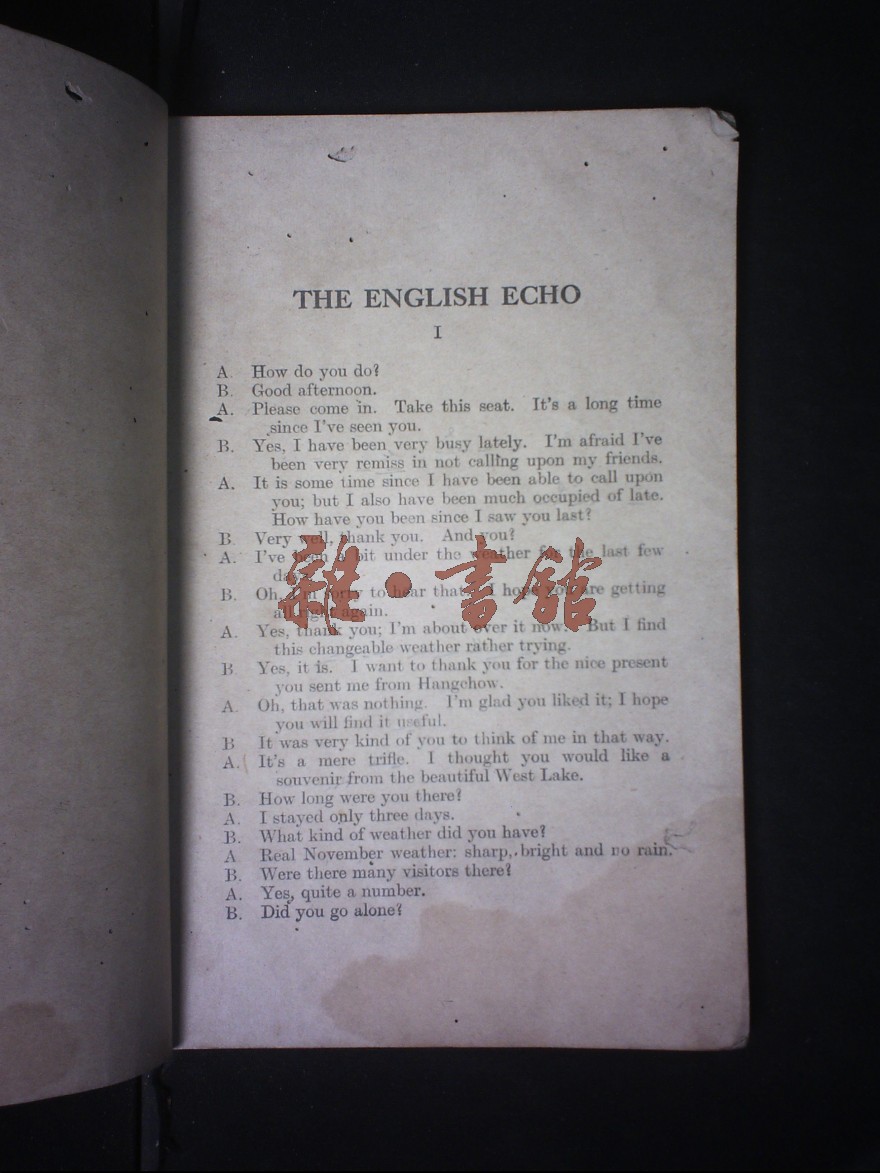 THE ENGLISH ECHO
I
A. How do you do?
B. Good afternoon.
A. Please come in. Take this seat. It's a long time
since I've seen you.
B. Yes, I have been very busy lately. I'm afraid I've
been very remiss in not calling upon my friends.
A. It is some time since I have been able to call upon
you; but I also have been much occupied of late.
How have you been since I saw you last?
B. Very well, thank you. And you?
A. I've been a bit under the weather for the last few
B. Oh, I'm sorry to hear that. I hope you are getting
all right again.
A. Yes, thank you; I'm about over it now. But I find
this changeable weather rather trying.
B. Yes, it is. I want to thank you for the nice present
you sent me from Hangchow.
A. Oh, that was nothing. I'm glad you liked it; I hope
you will find it useful.
B It was very kind of you to think of me in that way.
A. It's a mere trifle. I thought you would like a
souvenir from the beautiful West Lake.
B. How long were you there?
A. I stayed only three days.
B. What kind of weather did you have?
A Real November weather: sharp, bright and no rain.
B. Were there many visitors there?
A. Yes, quite a number.
B. Did you go alone?
雜·書館